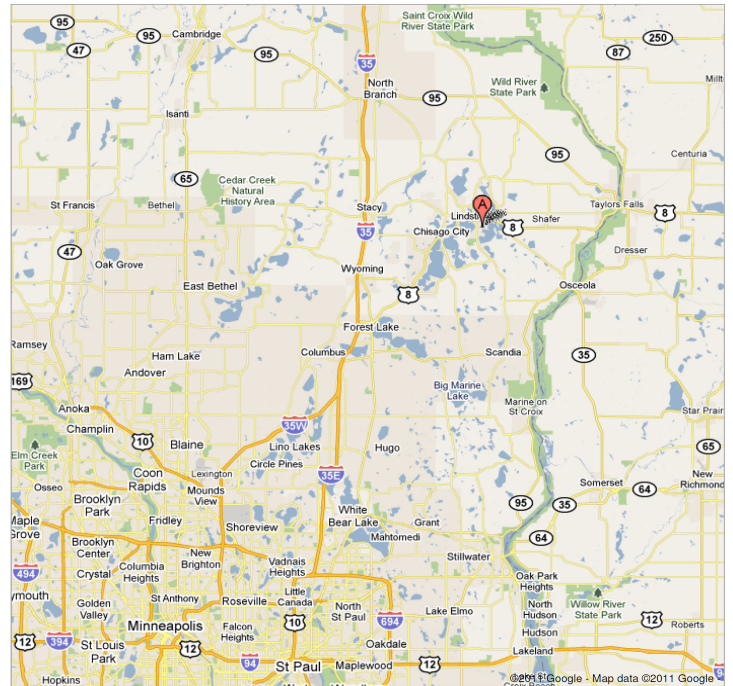 Saint Croix Wild
River State Park
95
250
Cambridge
95
47
95
87
35
North
Branch
Wild River
State Park
95
Isanti
95
Centuria
65
Cedar Creek
Natural
History Area
St Francis
Bethel
Stacy
A
Taylors Falls
8
Shafer
8
35
Chisago City
47
Dresser
Oak Grove
Wyoming
East Bethel
8
Osceola
Forest Lake
Ham Lake
Columbus
Scandia
35
Andover
169
Big Marine
Lake
Anoka
Marine on
St Croix
Champlin
35W
10
Blaine
Lino Lakes
Hugo
65
Elm Creek
Park
Circle Pines
Coon
Rapids
Lexington
35E
New
Osseo
Mounds
View
Somerset
64
Brooklyn
Park
95
35
White
Bear Lake
Fridley
Shoreview
Grant
64
Mahtomedi
Brooklyn
Center
New
Brighton
Stillwater
Columbia
Heights
Vadnais
Heights
494
Crystal
Oak Park
Heights
Golden
Valley
St Anthony
Roseville
Little
Canada
North
St Paul
North
Hudson
Willow River
State Park
Lake Elmo
Minneapolis
Falcon
Heights
10
694
12
Roberts
12
394
St Louis
Park
12
Oakdale
Hudson
94
St Paul
Maplewood
12
Lakeland
Hopkins
©2011 Google - Map data ©2011 Google